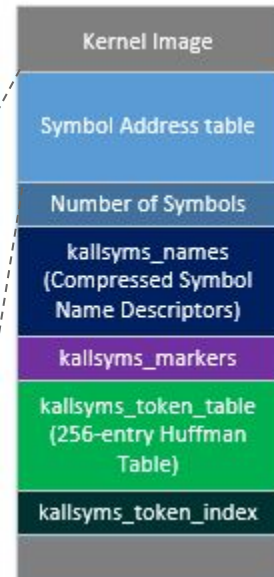 Kernel Image
Symbol Address table
Number of Symbols
kallsyms_names
(Compressed Symbol
Name Descriptors)
kallsyms_markers
kallsyms_token_table
(256-entry Huffman
Table)
kallsyms_token_index